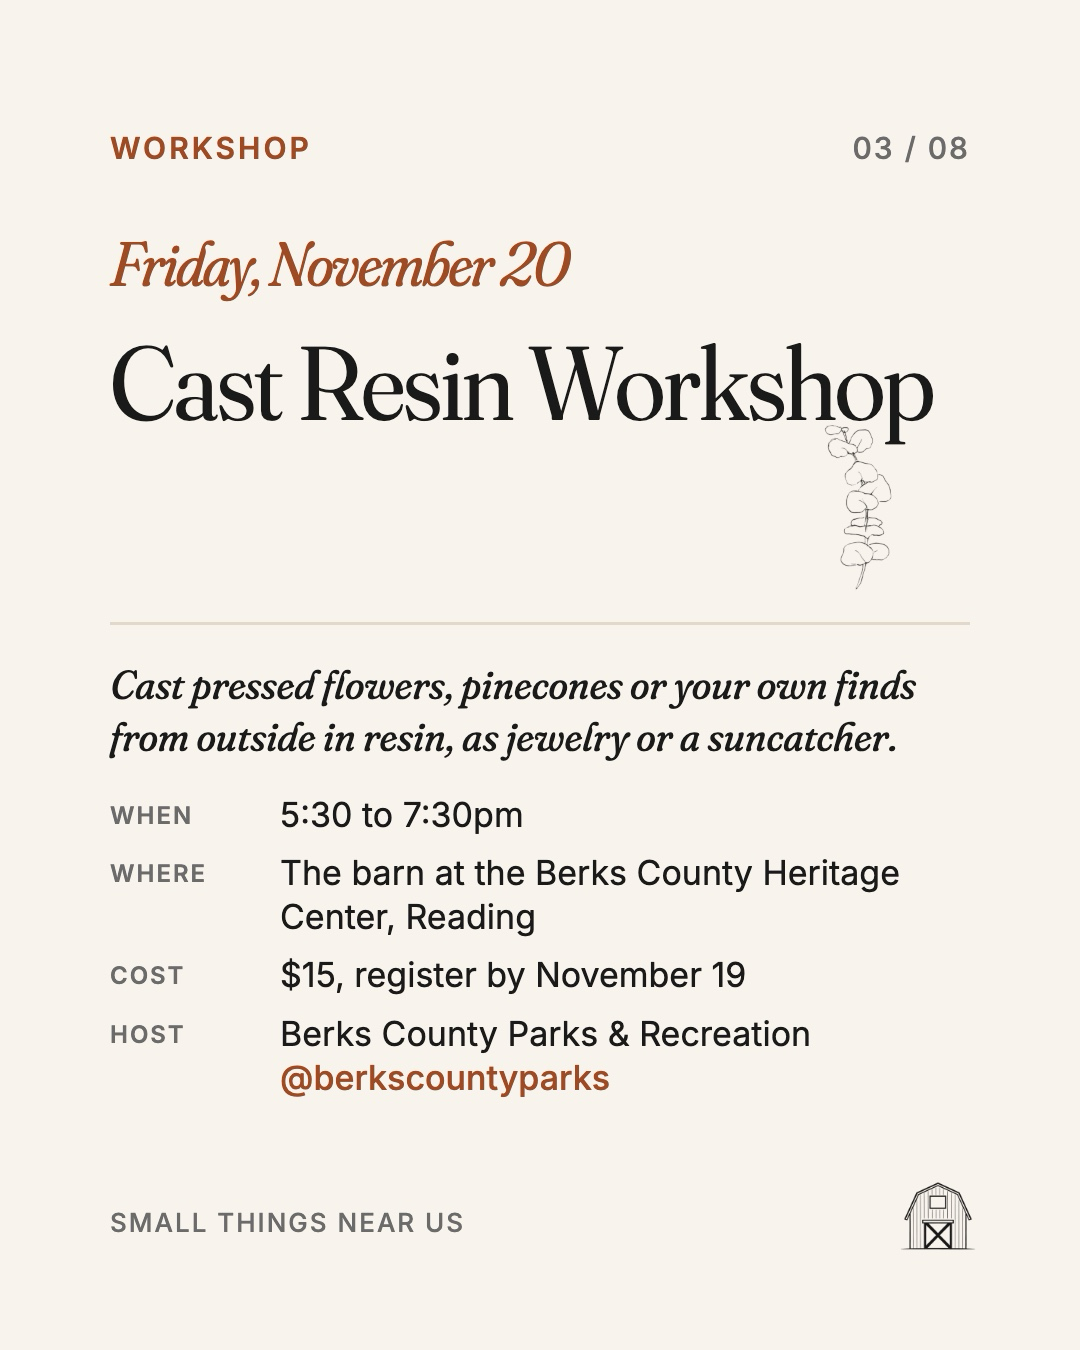 WORKSHOP
03 / 08
Friday, November 20
Cast Resin Workshop
Cast pressed flowers, pinecones or your own finds
from outside in resin, as jewelry or a suncatcher.
WHEN 5:30 to 7:30pm
WHERE The barn at the Berks County Heritage
Center, Reading
COST $15, register by November 19
HOST Berks County Parks & Recreation
@berkscountyparks
SMALL THINGS NEAR US